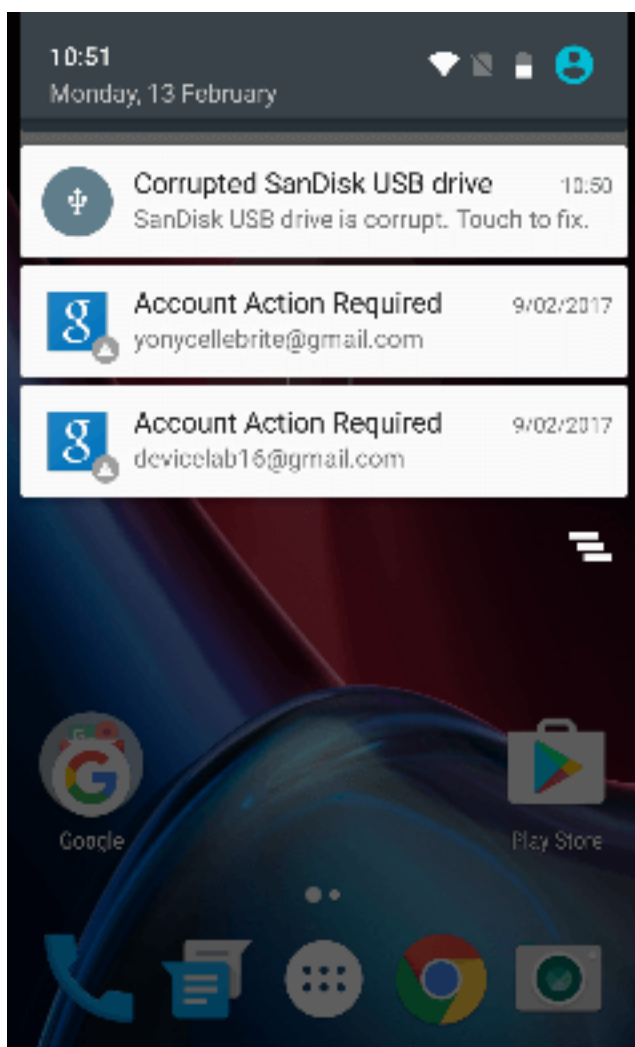 10:51
Monday, 13 February
Corrupted SanDisk USB drive 10:50
SanDisk USB drive is corrupt. Touch to fix.
Account Action Required 9/02/2017
yonycellebrite@gmail.com
Account Action Required 9/02/2017
devicelab16@gmail.com
Google
Play Store